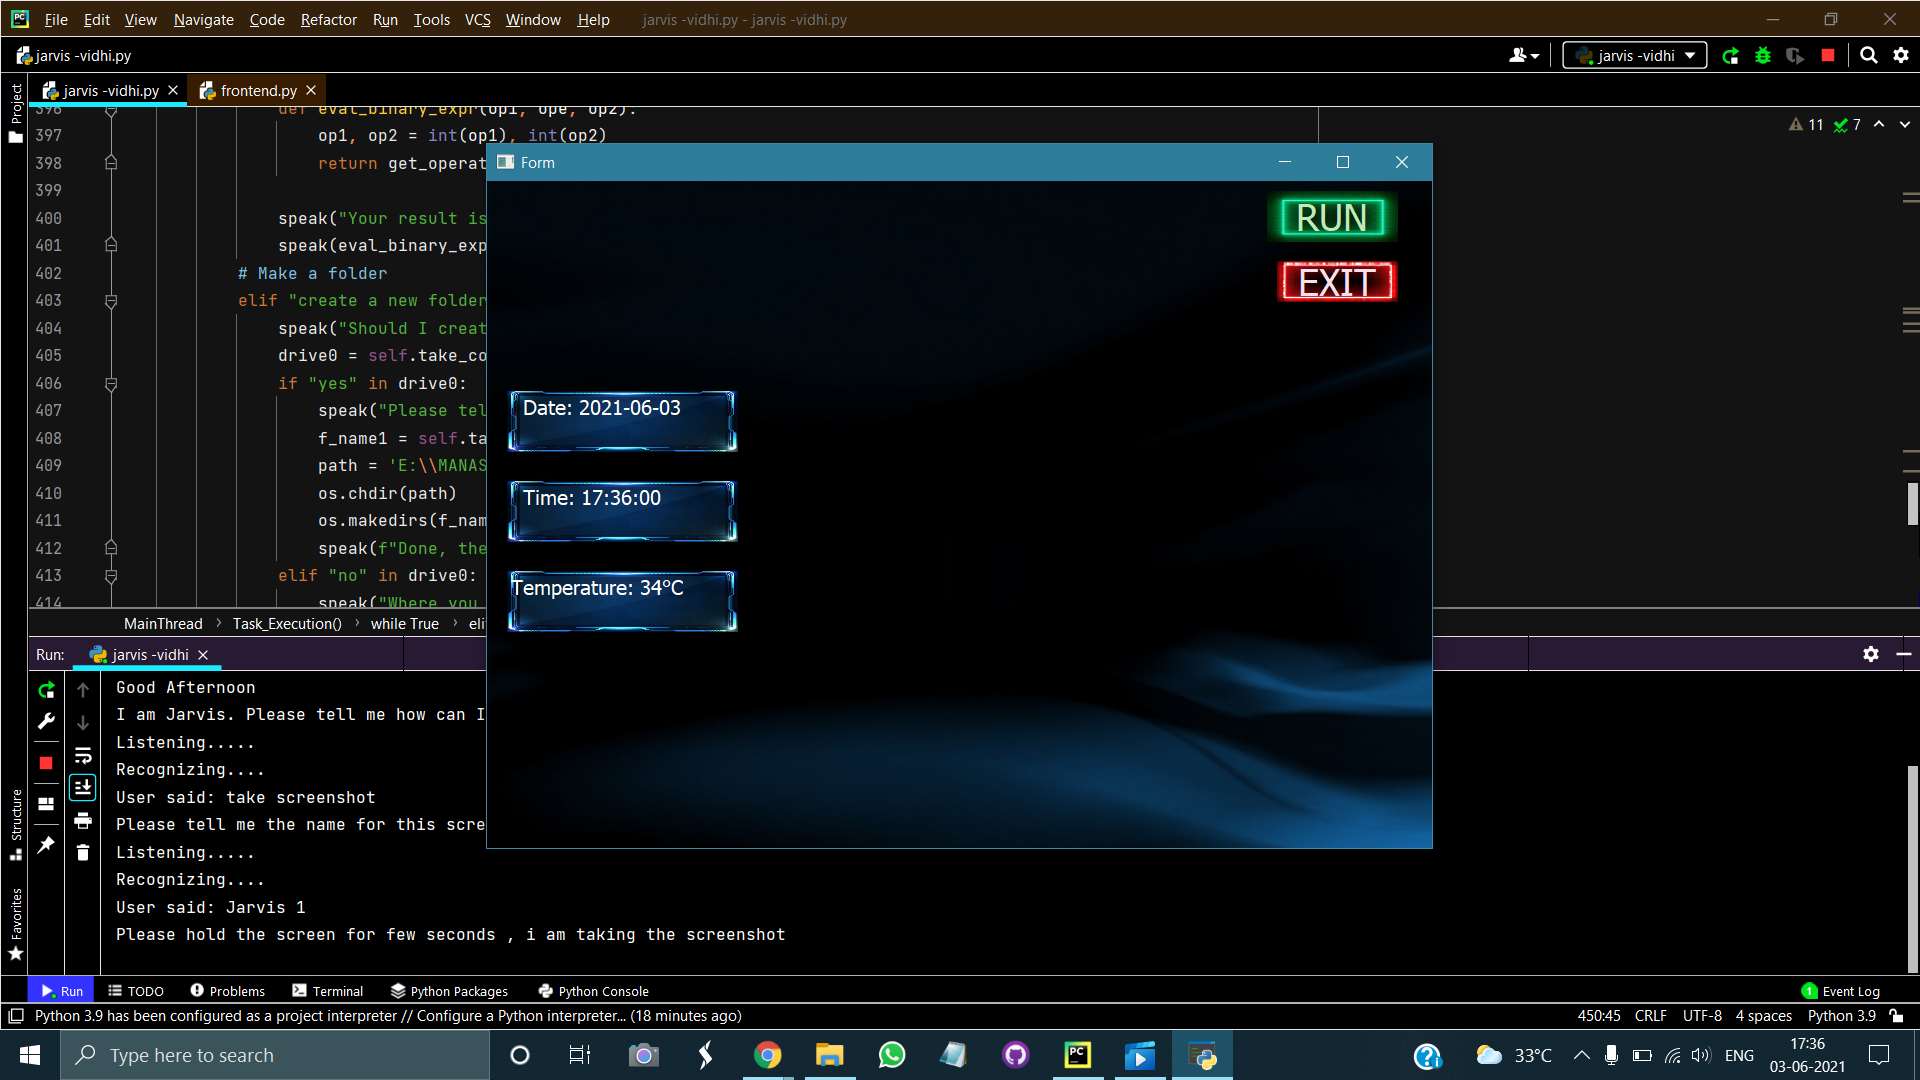 File Edit View Navigate Code Refactor Run Tools VCS Window Help jarvis -vidhi.py - jarvis -vidhi.py
jarvis -vidhi.py
jarvis -vidhi
Project
jarvis -vidhi.py
frontend.py
396 def eval_binary_expr(op1, ope, op2):
397 op1, op2 = int(op1), int(op2)
11 7
398 return get_operat
399
400 speak("Your result is
401 speak(eval_binary_exp
402 # Make a folder
403 elif "create a new folder
404 speak("Should I creat
405 drive0 = self.take_co
406 if "yes" in drive0:
407 speak("Please tel
408 f_name1 = self.ta
409 path = 'E:\\MANAS
410 os.chdir(path)
411 os.makedirs(f_nam
412 speak(f"Done, the
413 elif "no" in drive0:
414 speak("Where you
MainThread Task_Execution() while True eli
Form
RUN
EXIT
Date: 2021-06-03
Time: 17:36:00
Temperature: 34°C
Run: jarvis -vidhi
Good Afternoon
I am Jarvis. Please tell me how can I
Listening.....
Recognizing....
User said: take screenshot
Please tell me the name for this scre
Listening.....
Recognizing....
User said: Jarvis 1
Please hold the screen for few seconds , i am taking the screenshot
Structure
Favorites
Run TODO Problems Terminal Python Packages Python Console 1 Event Log
Python 3.9 has been configured as a project interpreter // Configure a Python interpreter... (18 minutes ago) 450:45 CRLF UTF-8 4 spaces Python 3.9
Type here to search
PC
33°C
ENG
17:36
03-06-2021